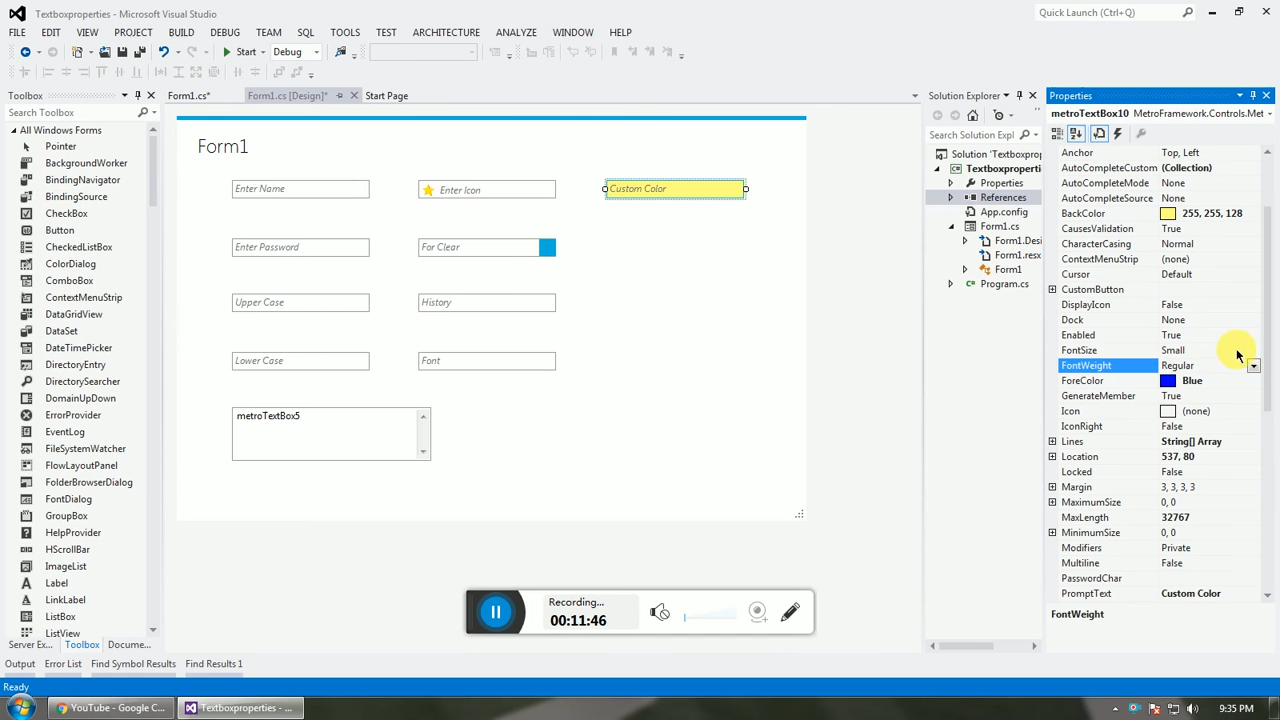 Textboxproperties - Microsoft Visual Studio
Quick Launch (Ctrl+Q)
FILE EDIT VIEW PROJECT BUILD DEBUG TEAM SQL TOOLS TEST ARCHITECTURE ANALYZE WINDOW HELP
Start Debug
Toolbox
Search Toolbox
All Windows Forms
Pointer
BackgroundWorker
BindingNavigator
BindingSource
CheckBox
Button
CheckedListBox
ColorDialog
ComboBox
ContextMenuStrip
DataGridView
DataSet
DateTimePicker
DirectoryEntry
DirectorySearcher
DomainUpDown
ErrorProvider
EventLog
FileSystemWatcher
FlowLayoutPanel
FolderBrowserDialog
FontDialog
GroupBox
HelpProvider
HScrollBar
ImageList
Label
LinkLabel
ListBox
ListView
Server Ex... Toolbox Docume...
Form1.cs* Form1.cs [Design]* Start Page
Form1
Enter Name Enter Icon Custom Color
Enter Password For Clear
Upper Case History
Lower Case Font
metroTextBox5
Recording...
00:11:46
Solution Explorer
Search Solution Expl
Solution 'Textboxprop
Textboxproperti
Properties
References
App.config
Form1.cs
Form1.Desi
Form1.resx
Form1
Program.cs
Properties
metroTextBox10 MetroFramework.Controls.Met
Anchor Top, Left
AutoCompleteCustom (Collection)
AutoCompleteMode None
AutoCompleteSource None
BackColor 255, 255, 128
CausesValidation True
CharacterCasing Normal
ContextMenuStrip (none)
Cursor Default
CustomButton
DisplayIcon False
Dock None
Enabled True
FontSize Small
FontWeight Regular
ForeColor Blue
GenerateMember True
Icon (none)
IconRight False
Lines String[] Array
Location 537, 80
Locked False
Margin 3, 3, 3, 3
MaximumSize 0, 0
MaxLength 32767
MinimumSize 0, 0
Modifiers Private
Multiline False
PasswordChar
PromptText Custom Color
FontWeight
Output Error List Find Symbol Results Find Results 1
Ready
YouTube - Google C... Textboxproperties - ...
9:35 PM